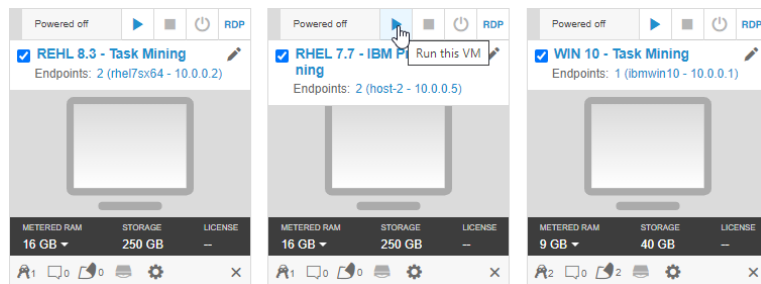 Powered off RDP
REHL 8.3 - Task Mining
Endpoints: 2 (rhel7sx64 - 10.0.0.2)
METERED RAM STORAGE LICENSE
16 GB 250 GB --
1 0 0
Powered off RDP
RHEL 7.7 - IBM P
ning
Run this VM
Endpoints: 2 (host-2 - 10.0.0.5)
METERED RAM STORAGE LICENSE
16 GB 250 GB --
1 0 0
Powered off RDP
WIN 10 - Task Mining
Endpoints: 1 (ibmwin10 - 10.0.0.1)
METERED RAM STORAGE LICENSE
9 GB 40 GB --
2 0 2